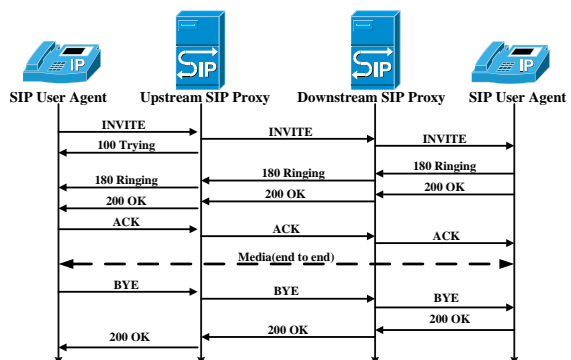 IP
SIP
SIP
IP
SIP User Agent
Upstream SIP Proxy
Downstream SIP Proxy
SIP User Agent
INVITE
INVITE
INVITE
100 Trying
180 Ringing
180 Ringing
180 Ringing
200 OK
200 OK
200 OK
ACK
ACK
ACK
Media(end to end)
BYE
BYE
BYE
200 OK
200 OK
200 OK